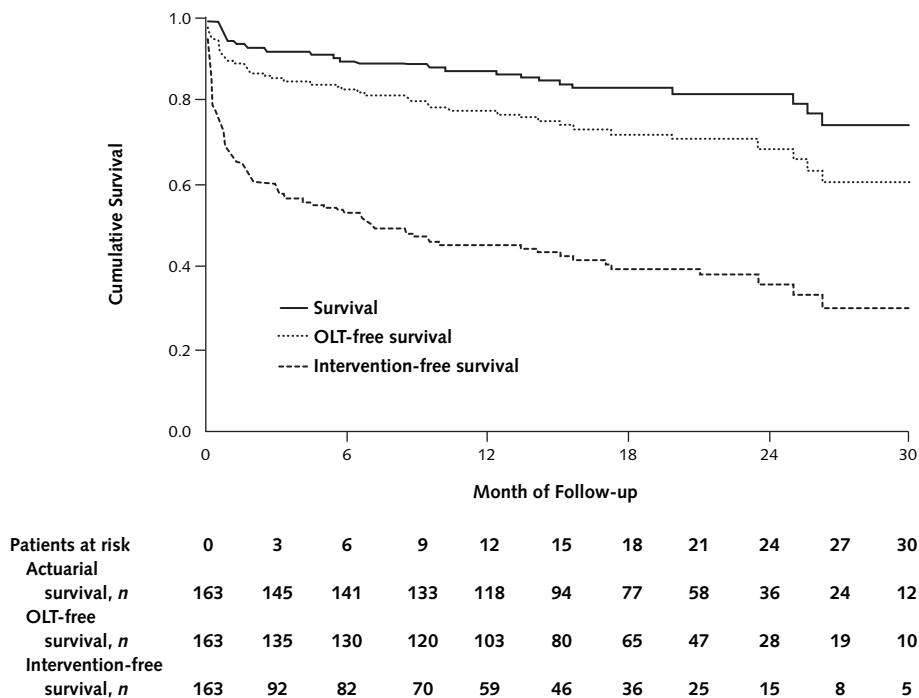 1.0
0.8
0.6
0.4
0.2
0.0
Cumulative Survival
Survival
OLT-free survival
Intervention-free survival
0 6 12 18 24 30
Month of Follow-up
Patients at risk 0 3 6 9 12 15 18 21 24 27 30
Actuarial
survival, n 163 145 141 133 118 94 77 58 36 24 12
OLT-free
survival, n 163 135 130 120 103 80 65 47 28 19 10
Intervention-free
survival, n 163 92 82 70 59 46 36 25 15 8 5